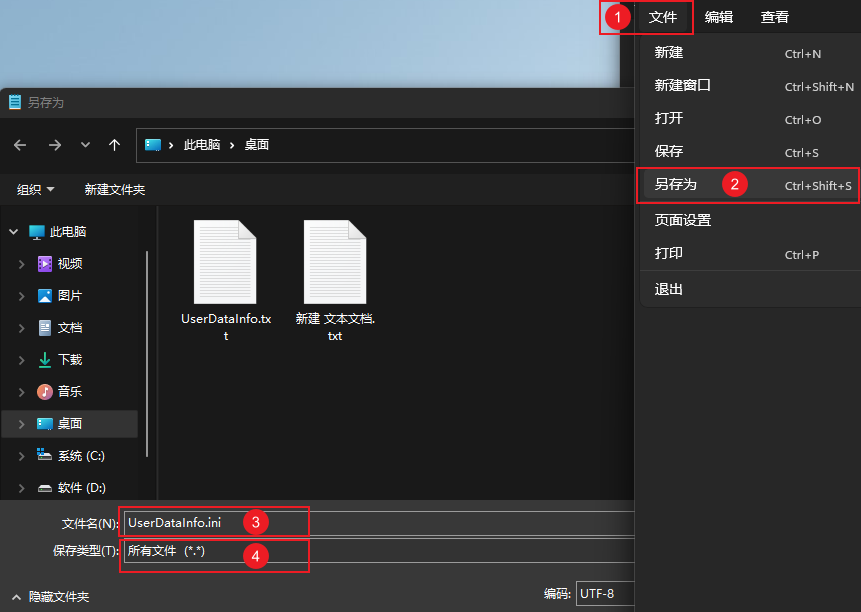 1 文件 编辑 查看
新建 Ctrl+N
新建窗口 Ctrl+Shift+N
打开 Ctrl+O
保存 Ctrl+S
另存为 2 Ctrl+Shift+S
页面设置
打印 Ctrl+P
退出
另存为
此电脑 › 桌面
组织 新建文件夹
此电脑
视频
图片
文档
下载
音乐
桌面
系统 (C:)
软件 (D:)
UserDataInfo.tx
t
新建 文本文档.
txt
文件名(N): UserDataInfo.ini 3
保存类型(T): 所有文件 (*.*) 4
隐藏文件夹
编码: UTF-8